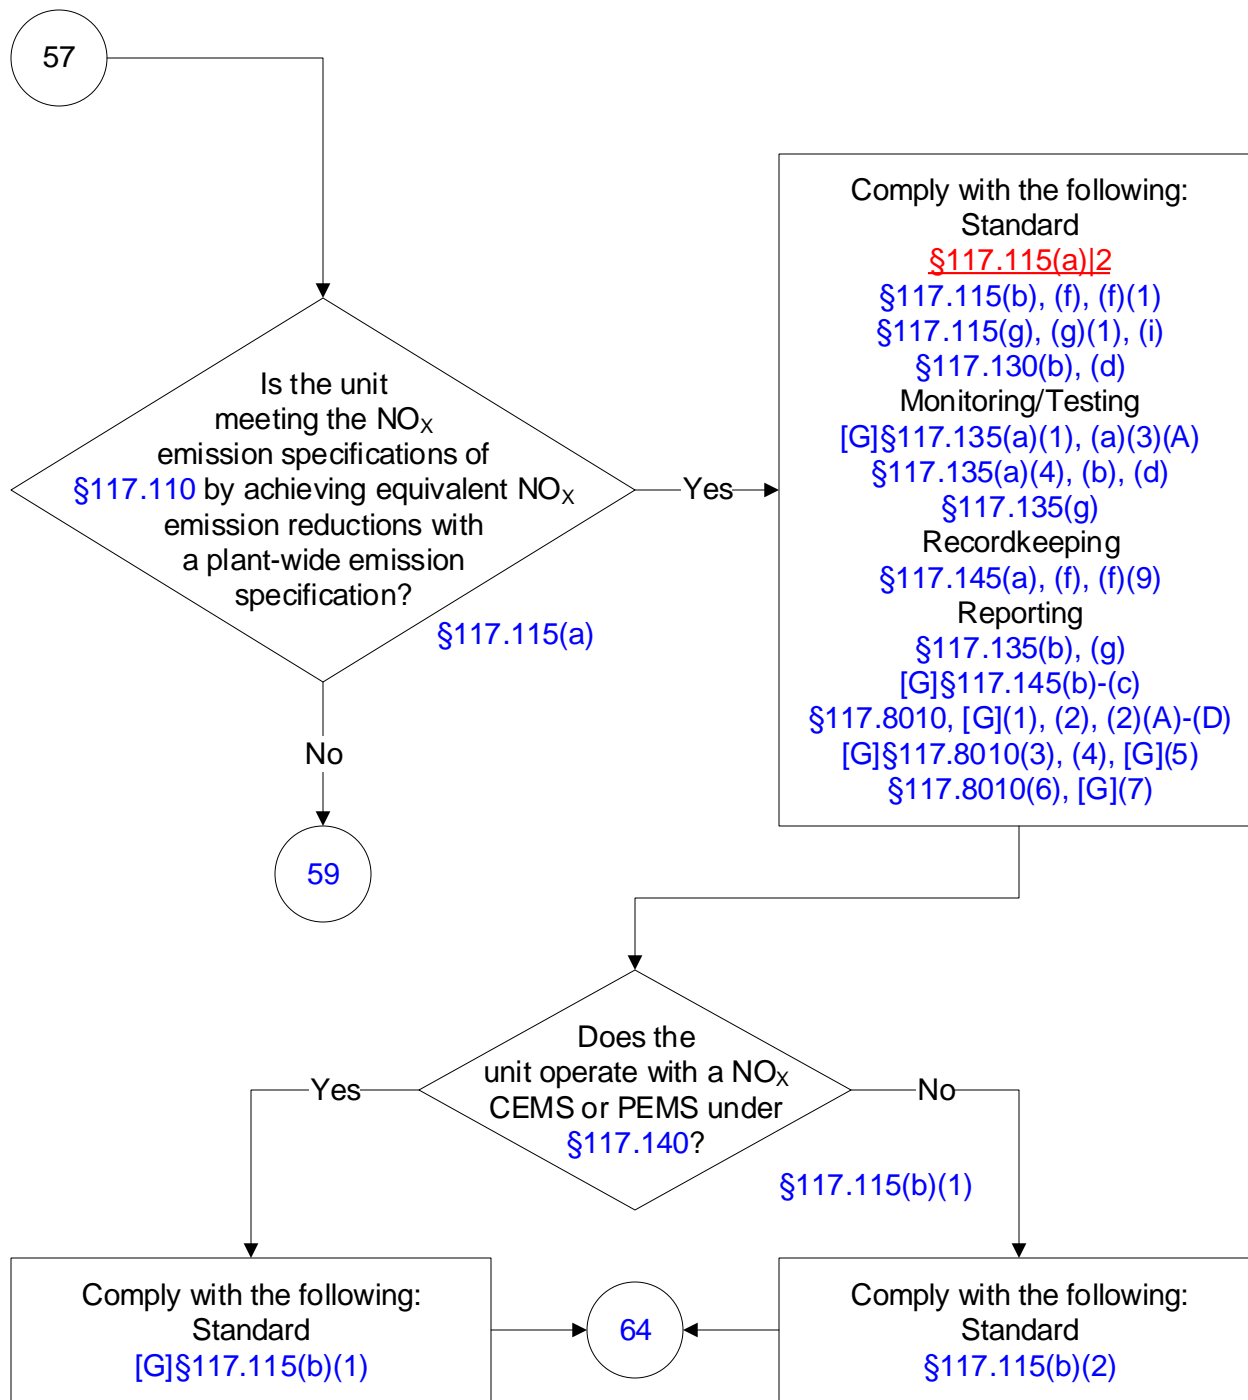 57
Is the unit
meeting the NOX
emission specifications of
§117.110 by achieving equivalent NOX
emission reductions with
a plant-wide emission
specification?
§117.115(a)
Yes
No
59
Comply with the following:
Standard
§117.115(a)|2
§117.115(b), (f), (f)(1)
§117.115(g), (g)(1), (i)
§117.130(b), (d)
Monitoring/Testing
[G]§117.135(a)(1), (a)(3)(A)
§117.135(a)(4), (b), (d)
§117.135(g)
Recordkeeping
§117.145(a), (f), (f)(9)
Reporting
§117.135(b), (g)
[G]§117.145(b)-(c)
§117.8010, [G](1), (2), (2)(A)-(D)
[G]§117.8010(3), (4), [G](5)
§117.8010(6), [G](7)
Does the
unit operate with a NOX
CEMS or PEMS under
§117.140?
§117.115(b)(1)
Yes
No
Comply with the following:
Standard
[G]§117.115(b)(1)
64
Comply with the following:
Standard
§117.115(b)(2)